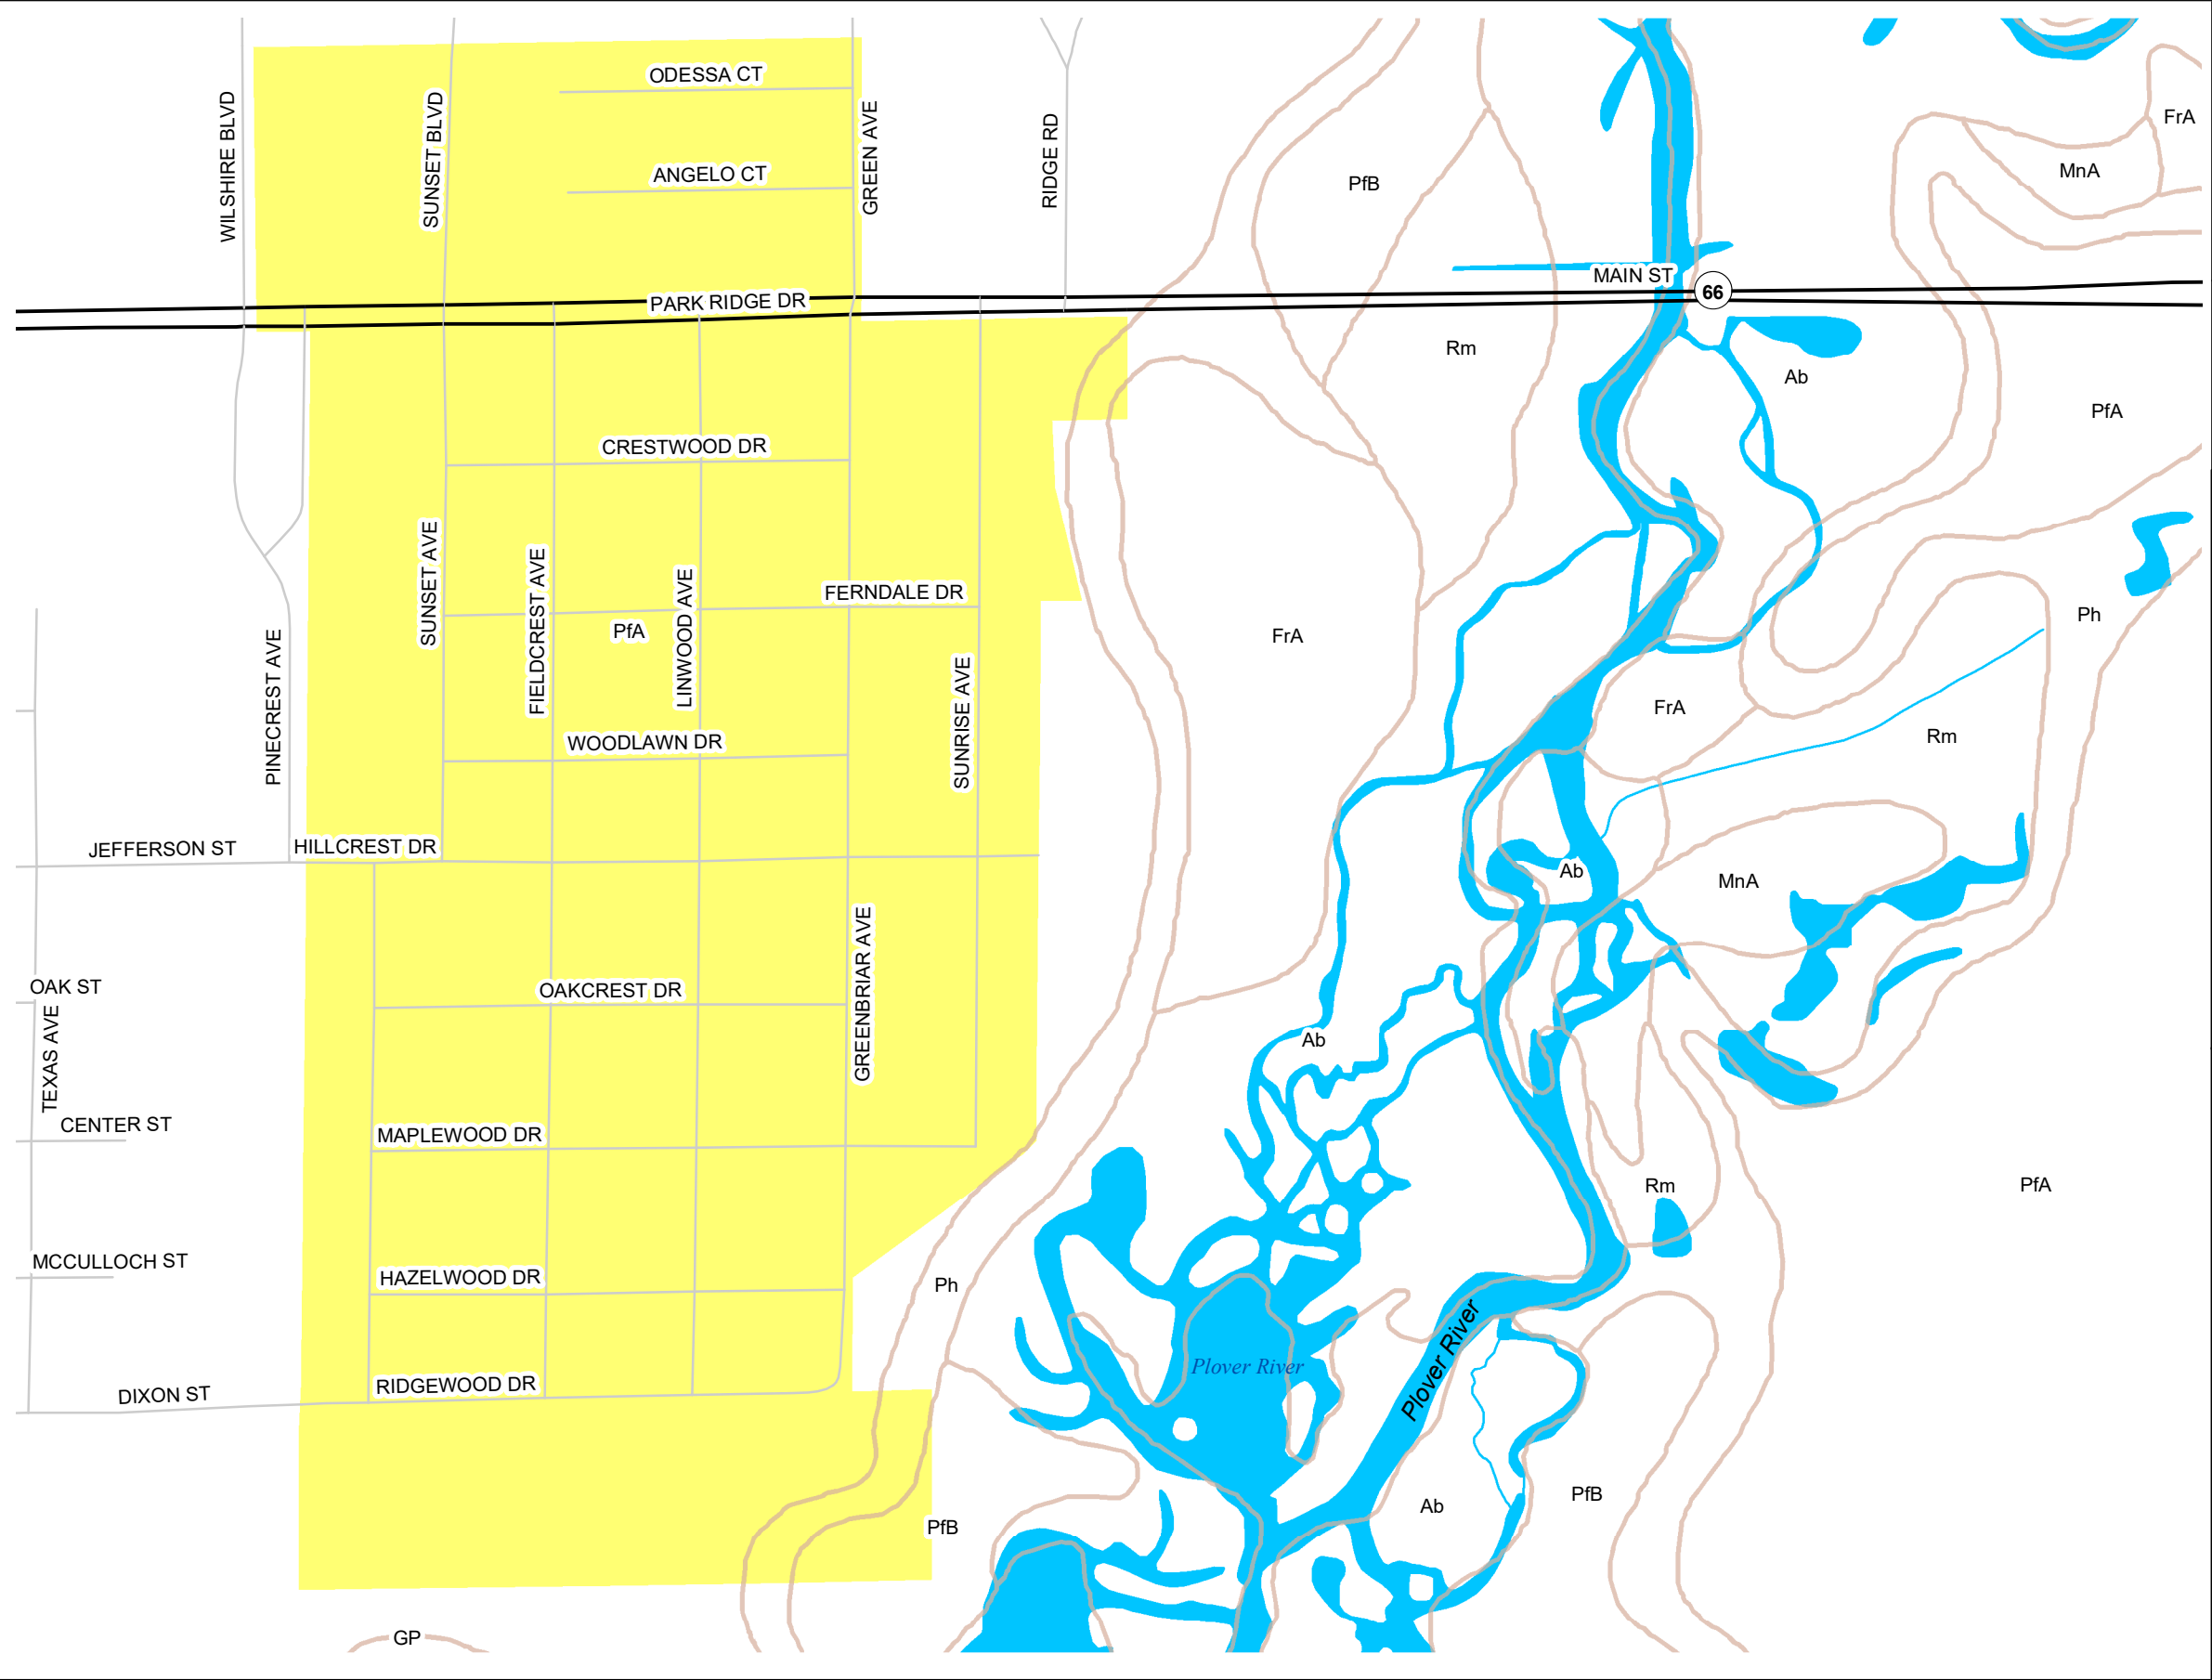 ODESSA CT
WILSHIRE BLVD
SUNSET BLVD
GREEN AVE
RIDGE RD
FrA
ANGELO CT
MnA
PfB
MAIN ST
66
PARK RIDGE DR
Rm
Ab
PfA
CRESTWOOD DR
SUNSET AVE
FIELDCREST AVE
LINWOOD AVE
FERNDALE DR
PfA
FrA
Ph
PINECREST AVE
SUNRISE AVE
FrA
Rm
WOODLAWN DR
JEFFERSON ST
HILLCREST DR
Ab
MnA
GREENBRIAR AVE
OAK ST
OAKCREST DR
TEXAS AVE
Ab
CENTER ST
MAPLEWOOD DR
Rm
PfA
MCCULLOCH ST
HAZELWOOD DR
Ph
Plover River
Plover River
DIXON ST
RIDGEWOOD DR
Ab
PfB
PfB
GP